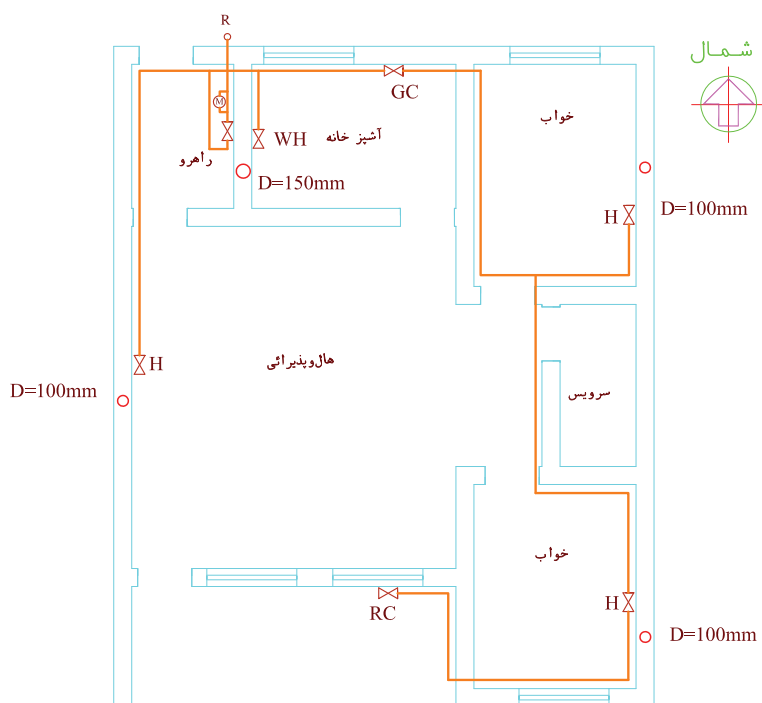 R
شمال
GC
خواب
M
WH
آشپز خانه
راهرو
D=150mm
H
D=100mm
H
هال‌وپذیرائی
D=100mm
سرویس
خواب
RC
H
D=100mm